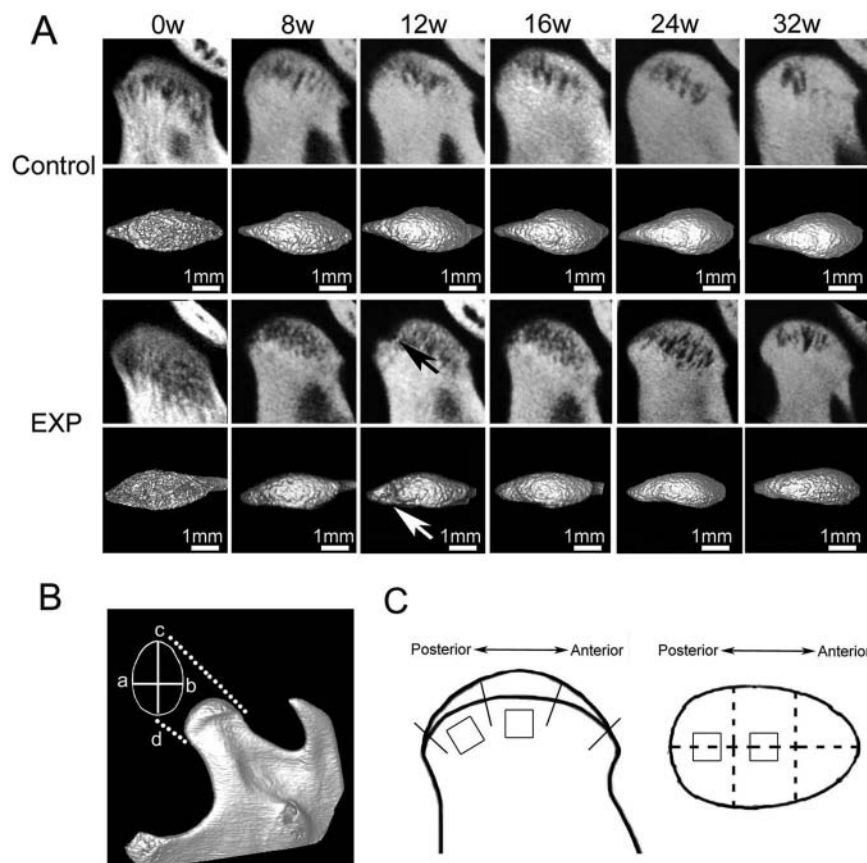 A
0w 8w 12w 16w 24w 32w
Control
1mm 1mm 1mm 1mm 1mm 1mm
EXP
1mm 1mm 1mm 1mm 1mm 1mm
B
c
a b
d
C
Posterior Anterior Posterior Anterior